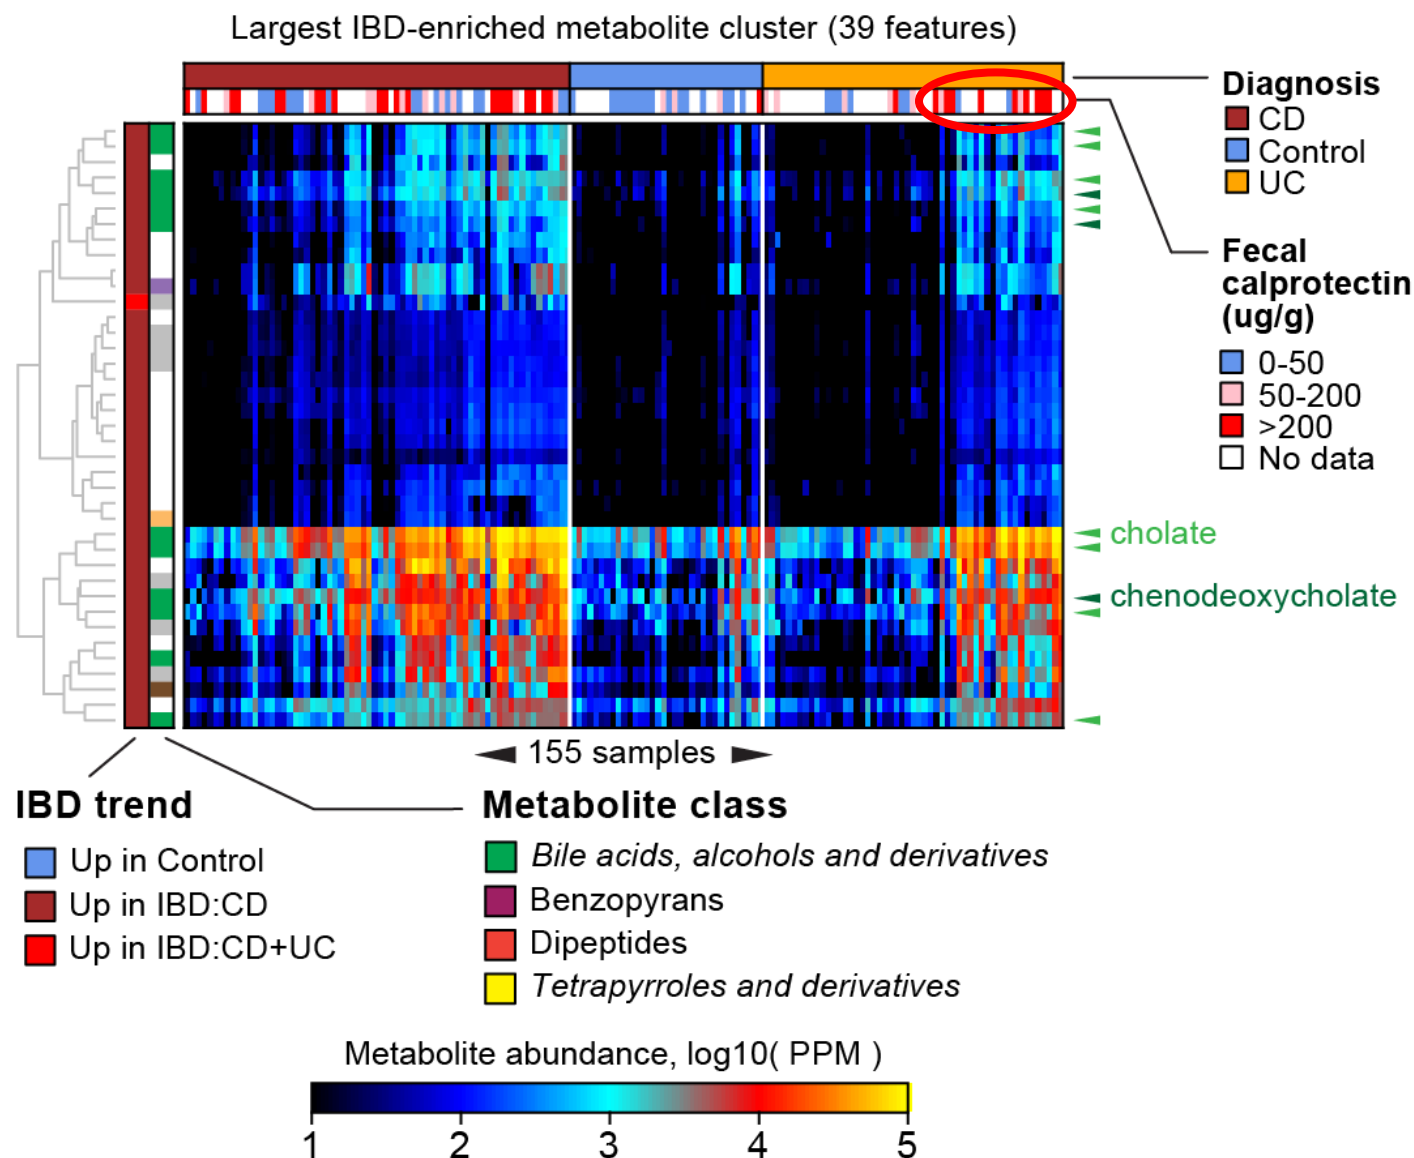 Largest IBD-enriched metabolite cluster (39 features)
Diagnosis
CD
Control
UC
Fecal
calprotectin
(ug/g)
0-50
50-200
>200
No data
cholate
chenodeoxycholate
155 samples
IBD trend
Up in Control
Up in IBD:CD
Up in IBD:CD+UC
Metabolite class
Bile acids, alcohols and derivatives
Benzopyrans
Dipeptides
Tetrapyrroles and derivatives
Metabolite abundance, log10( PPM )
1 2 3 4 5